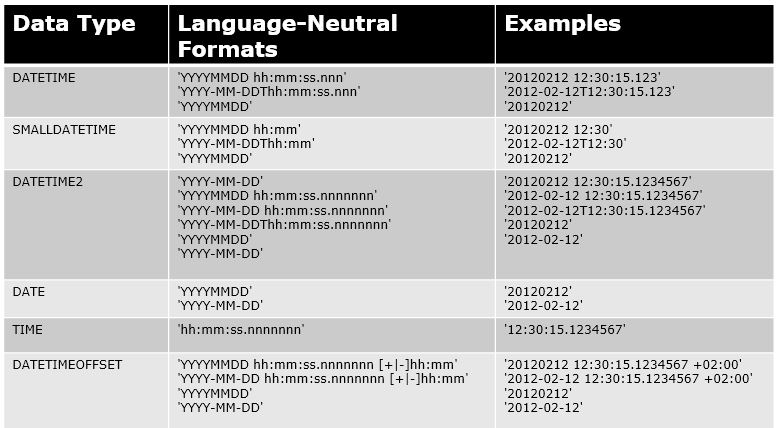 Data Type
Language-Neutral
Formats
Examples
DATETIME
'YYYYMMDD hh:mm:ss.nnn'
'YYYY-MM-DDThh:mm:ss.nnn'
'YYYYMMDD'
'20120212 12:30:15.123'
'2012-02-12T12:30:15.123'
'20120212'
SMALLDATETIME
'YYYYMMDD hh:mm'
'YYYY-MM-DDThh:mm'
'YYYYMMDD'
'20120212 12:30'
'2012-02-12T12:30'
'20120212'
DATETIME2
'YYYY-MM-DD'
'YYYYMMDD hh:mm:ss.nnnnnnn'
'YYYY-MM-DD hh:mm:ss.nnnnnnn'
'YYYY-MM-DDThh:mm:ss.nnnnnnn'
'YYYYMMDD'
'YYYY-MM-DD'
'20120212 12:30:15.1234567'
'2012-02-12 12:30:15.1234567'
'2012-02-12T12:30:15.1234567'
'20120212'
'2012-02-12'
DATE
'YYYYMMDD'
'YYYY-MM-DD'
'20120212'
'2012-02-12'
TIME
'hh:mm:ss.nnnnnnn'
'12:30:15.1234567'
DATETIMEOFFSET
'YYYYMMDD hh:mm:ss.nnnnnnn [+|-]hh:mm'
'YYYY-MM-DD hh:mm:ss.nnnnnnn [+|-]hh:mm'
'YYYYMMDD'
'YYYY-MM-DD'
'20120212 12:30:15.1234567 +02:00'
'2012-02-12 12:30:15.1234567 +02:00'
'20120212'
'2012-02-12'